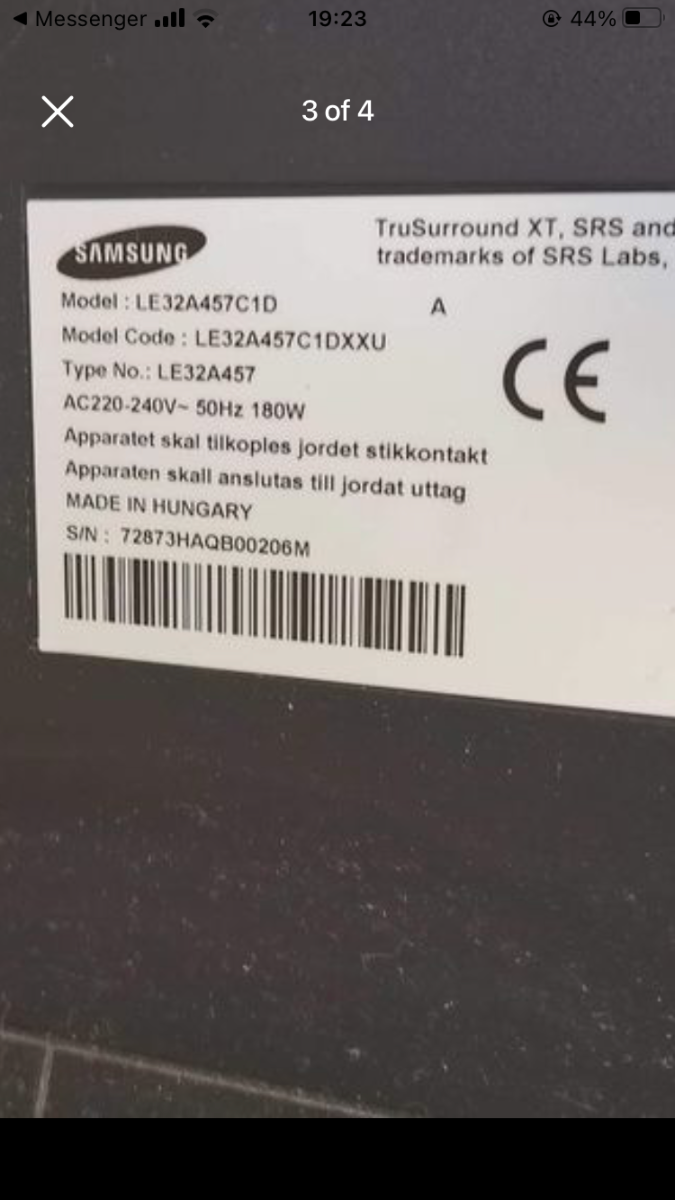 Messenger
19:23
44%
3 of 4
SAMSUNG
TruSurround XT, SRS and
trademarks of SRS Labs,
Model : LE32A457C1D
A
Model Code : LE32A457C1DXXU
Type No.: LE32A457
AC220-240V~ 50Hz 180W
CE
Apparatet skal tilkoples jordet stikkontakt
Apparaten skall anslutas till jordat uttag
MADE IN HUNGARY
S/N : 72873HAQB00206M